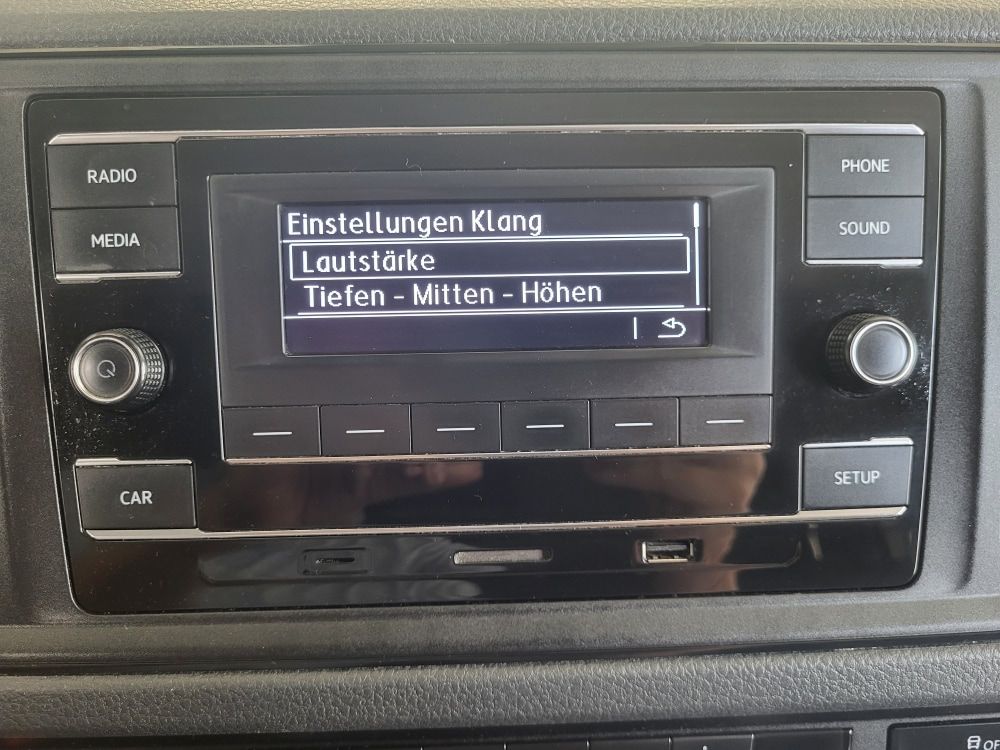 RADIO
PHONE
MEDIA
SOUND
Einstellungen Klang
Lautstärke
Tiefen - Mitten - Höhen
CAR
SETUP